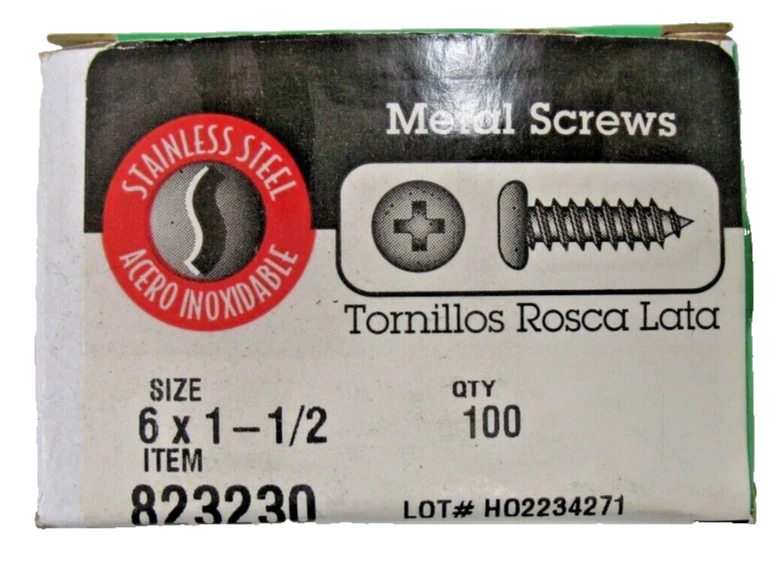 Metal Screws
STAINLESS STEEL
ACERO INOXIDABLE
Tornillos Rosca Lata
SIZE
6 x 1-1/2
QTY
100
ITEM
823230
LOT# HO2234271